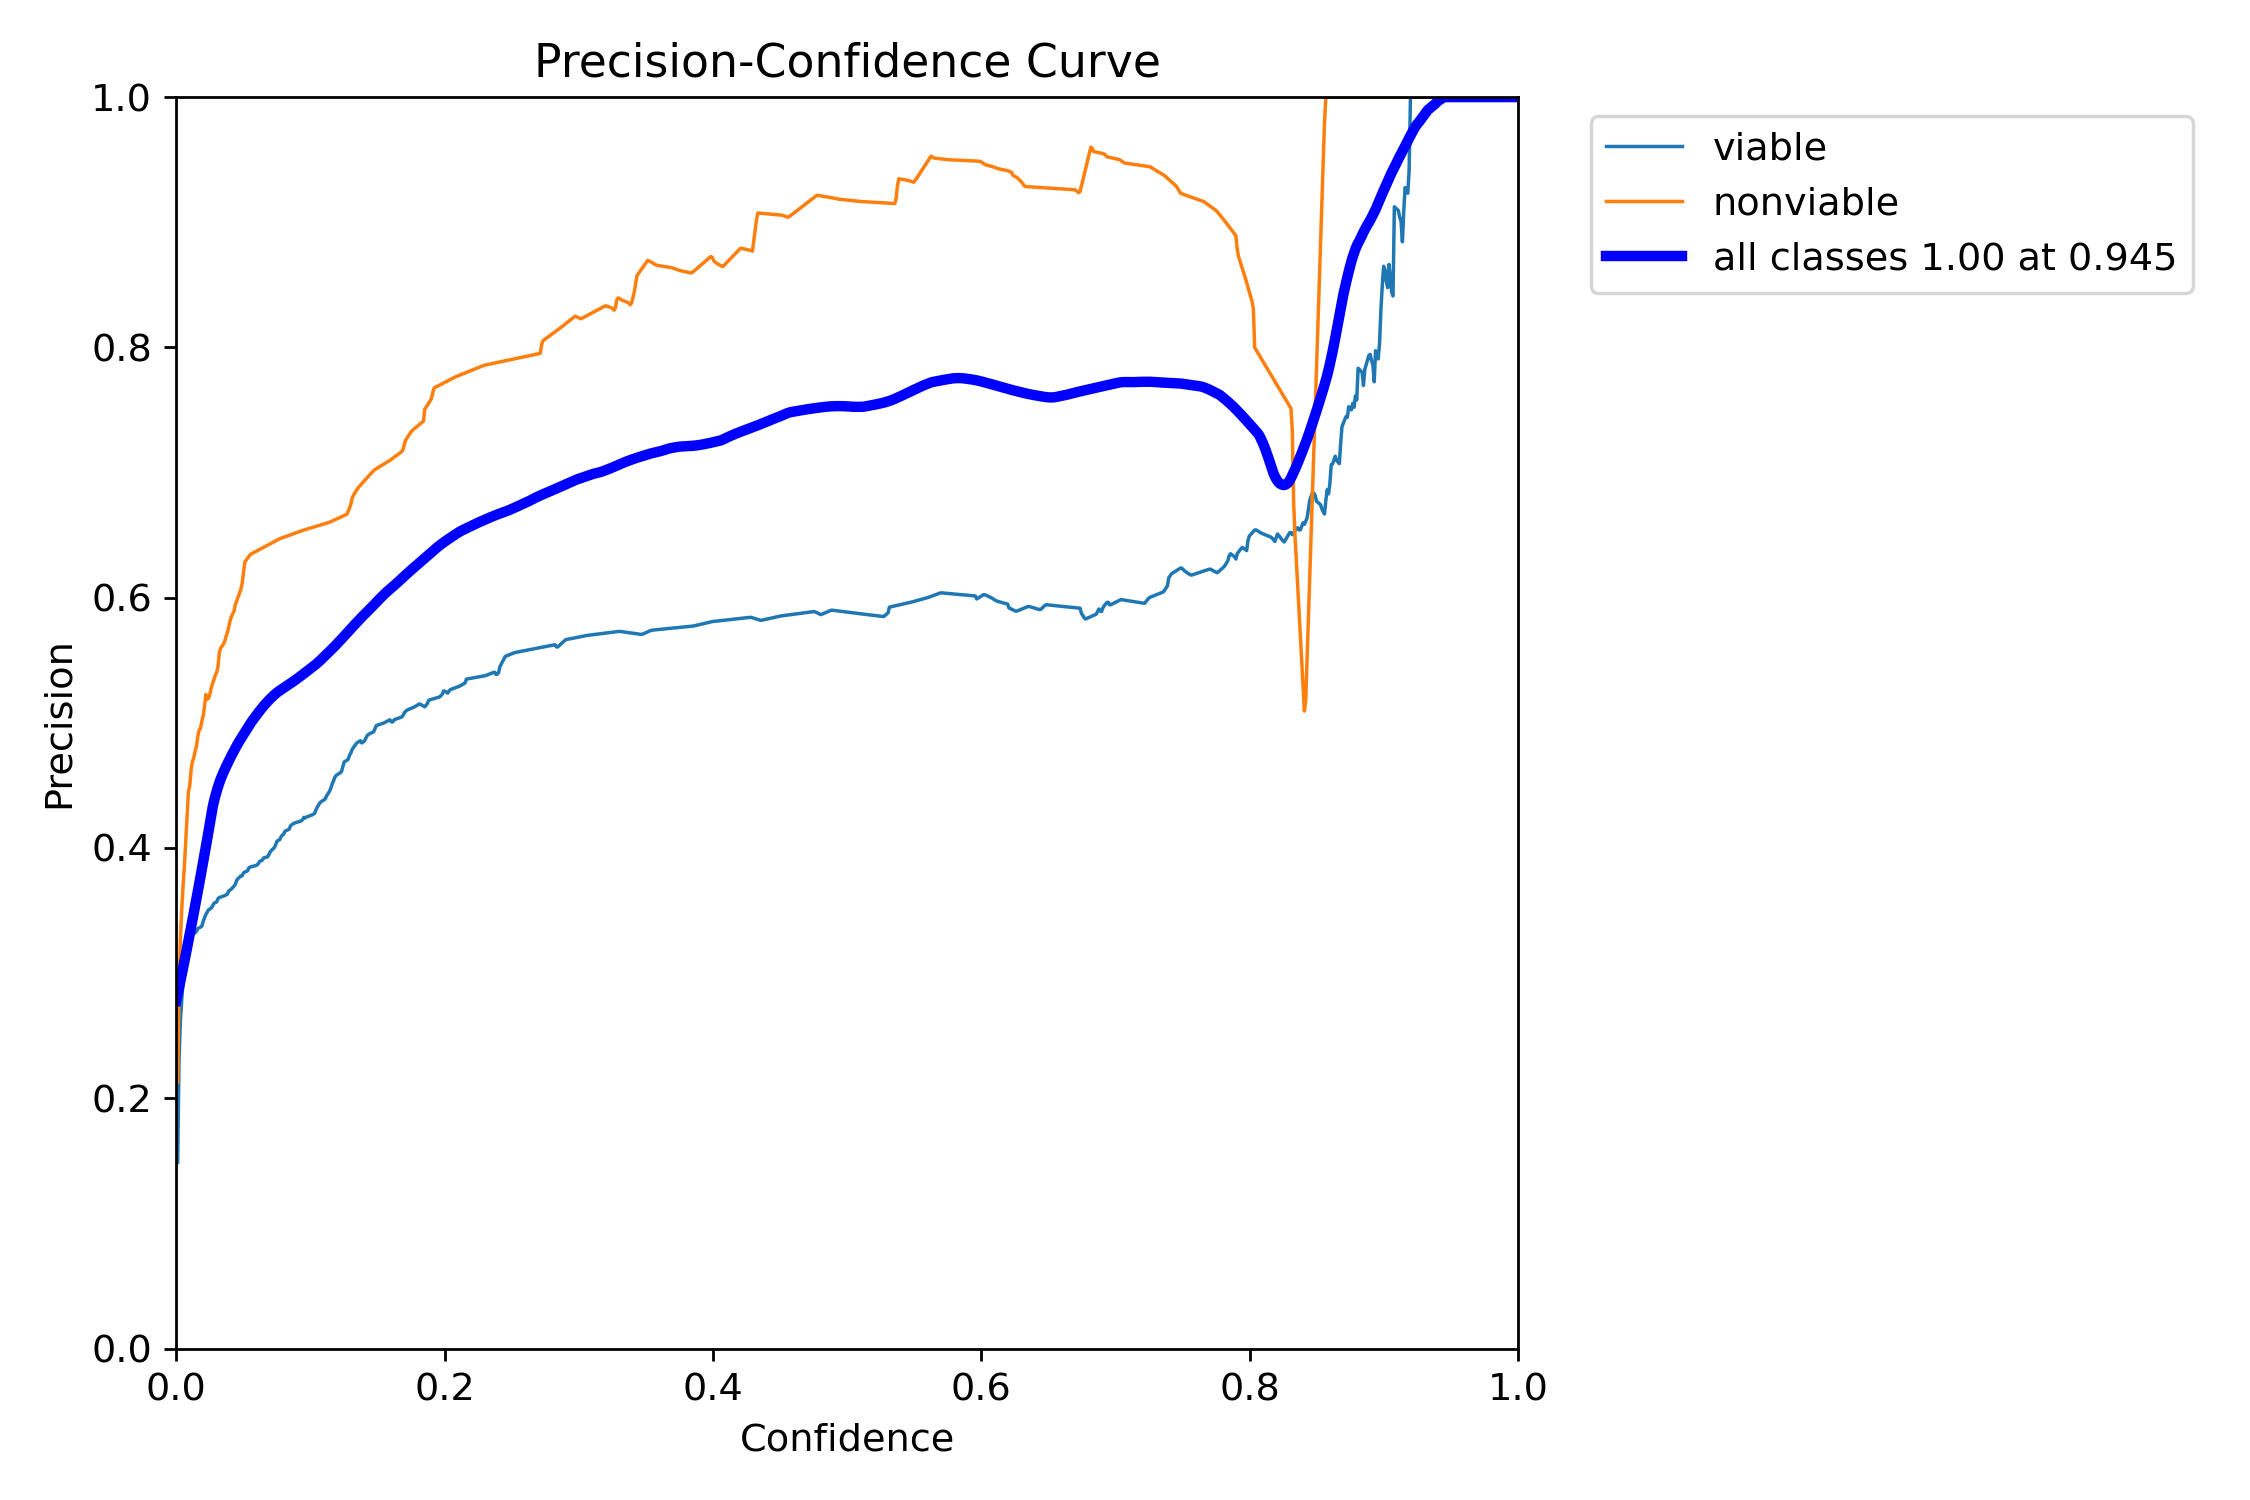 Precision-Confidence Curve
1.0
0.8
0.6
0.4
0.2
0.0
Precision
0.0 0.2 0.4 0.6 0.8 1.0
Confidence
viable
nonviable
all classes 1.00 at 0.945